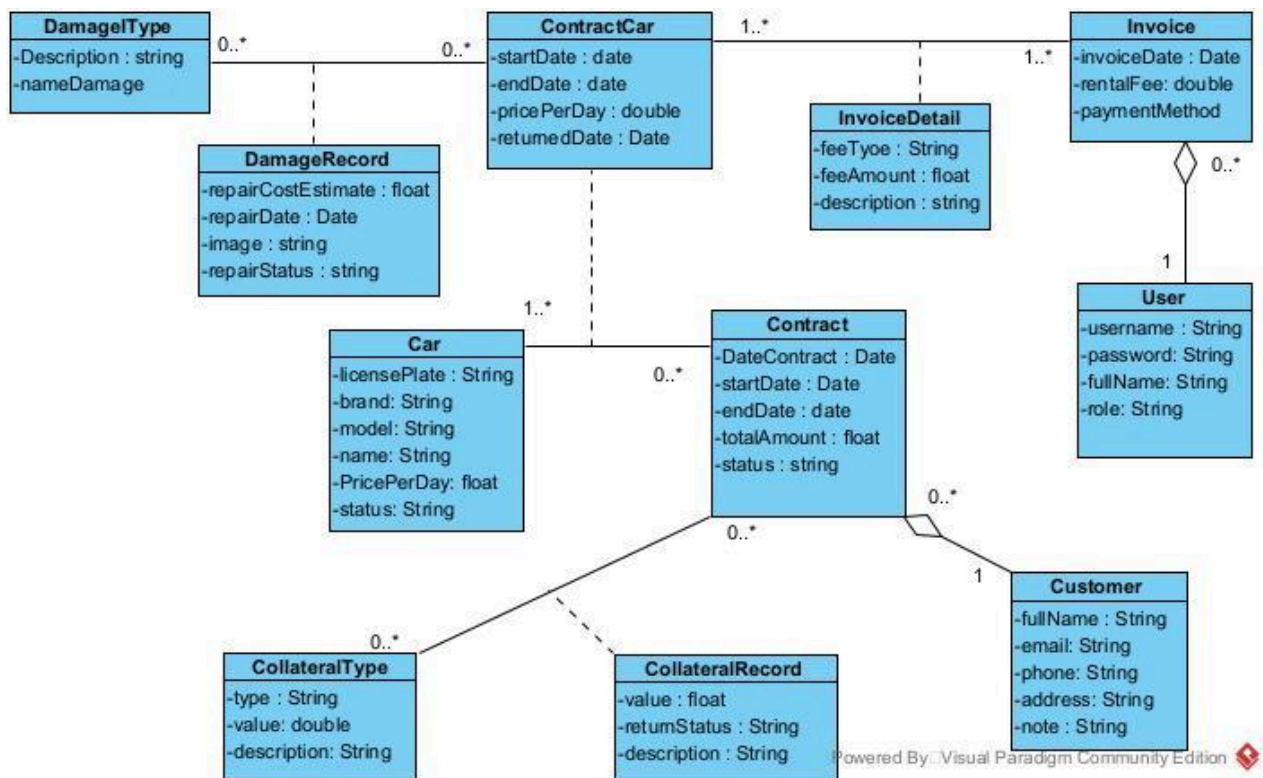 DamagelType
-Description : string
-nameDamage
0..*
0..*
ContractCar
-startDate : date
-endDate : date
-pricePerDay : double
-returnedDate : Date
1..*
1..*
Invoice
-invoiceDate : Date
-rentalFee: double
-paymentMethod
InvoiceDetail
-feeTyoe : String
-feeAmount : float
-description : string
DamageRecord
-repairCostEstimate : float
-repairDate : Date
-image : string
-repairStatus : string
0..*
1
User
-username : String
-password: String
-fullName: String
-role: String
1..*
0..*
Car
-licensePlate : String
-brand: String
-model: String
-name: String
-PricePerDay: float
-status: String
Contract
-DateContract : Date
-startDate : Date
-endDate : date
-totalAmount : float
-status : string
0..*
0..*
1
0..*
Customer
-fullName : String
-email: String
-phone: String
-address: String
-note : String
CollateralType
-type : String
-value: double
-description: String
CollateralRecord
-value : float
-returnStatus : String
-description : String
Powered By Visual Paradigm Community Edition